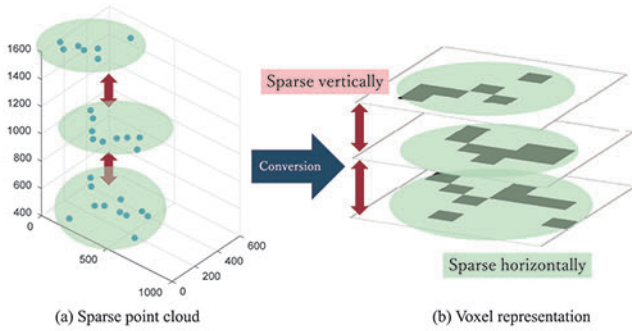 1600
1400
1200
1000
800
600
400
0
500
1000
0
200
400
600
Conversion
Sparse vertically
Sparse horizontally
(a) Sparse point cloud
(b) Voxel representation